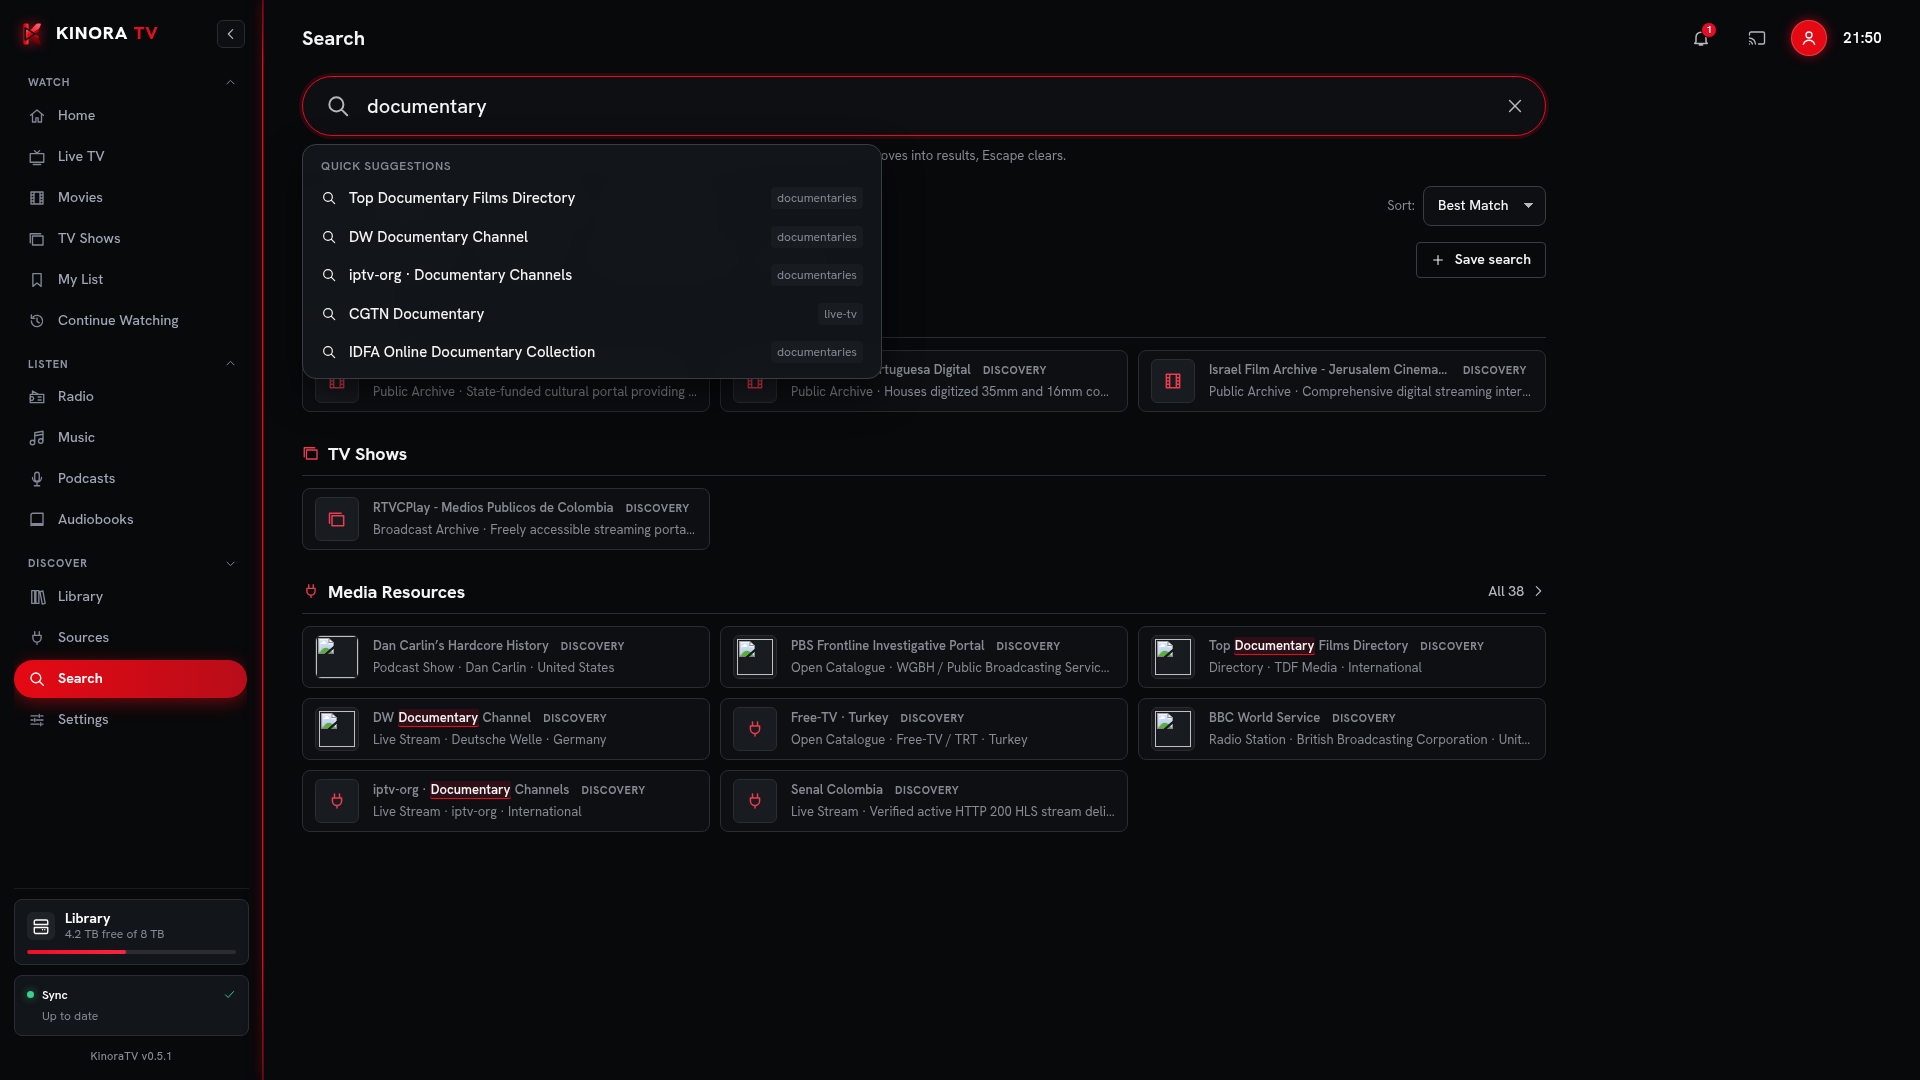 KINORA TV
WATCH
Home
Live TV
Movies
TV Shows
My List
Continue Watching
LISTEN
Radio
Music
Podcasts
Audiobooks
DISCOVER
Library
Sources
Search
Settings
Library
4.2 TB free of 8 TB
Sync
Up to date
KinoraTV v0.5.1
Search
1
21:50
documentary
into results, Escape clears.
QUICK SUGGESTIONS
Top Documentary Films Directory documentaries
DW Documentary Channel documentaries
iptv-org · Documentary Channels documentaries
CGTN Documentary live-tv
IDFA Online Documentary Collection documentaries
Sort: Best Match
Save search
Public Archive · State-funded cultural portal providing ...
Digital DISCOVERY
Public Archive · Houses digitized 35mm and 16mm co...
Israel Film Archive - Jerusalem Cinema... DISCOVERY
Public Archive · Comprehensive digital streaming inter...
TV Shows
RTVCPlay - Medios Publicos de Colombia DISCOVERY
Broadcast Archive · Freely accessible streaming porta...
Media Resources
All 38
Dan Carlin’s Hardcore History DISCOVERY
Podcast Show · Dan Carlin · United States
PBS Frontline Investigative Portal DISCOVERY
Open Catalogue · WGBH / Public Broadcasting Servic...
Top Documentary Films Directory DISCOVERY
Directory · TDF Media · International
DW Documentary Channel DISCOVERY
Live Stream · Deutsche Welle · Germany
Free-TV · Turkey DISCOVERY
Open Catalogue · Free-TV / TRT · Turkey
BBC World Service DISCOVERY
Radio Station · British Broadcasting Corporation · Unit...
iptv-org · Documentary Channels DISCOVERY
Live Stream · iptv-org · International
Senal Colombia DISCOVERY
Live Stream · Verified active HTTP 200 HLS stream deli...